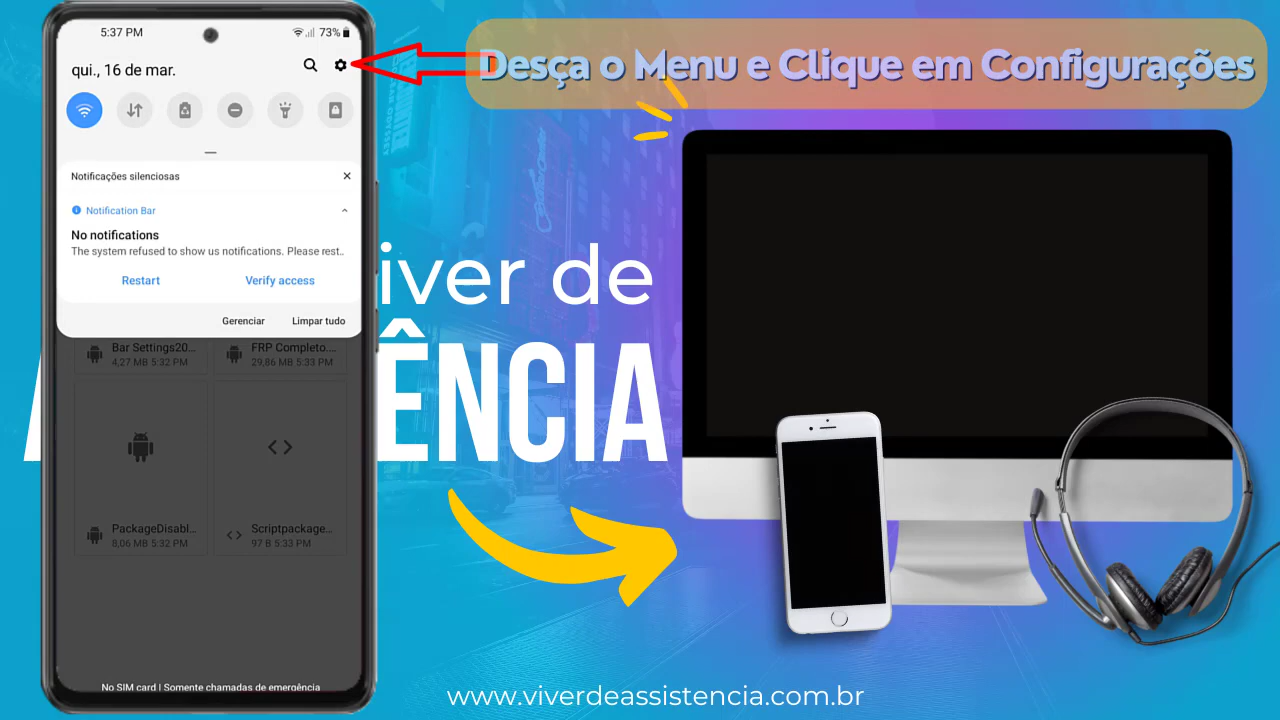 5:37 PM
73%
qui., 16 de mar.
Desça o Menu e Clique em Configurações
Notificações silenciosas
Notification Bar
No notifications
The system refused to show us notifications. Please rest..
Restart
Verify access
Gerenciar
Limpar tudo
Bar Settings20...
4,27 MB 5:32 PM
FRP Completo....
29,86 MB 5:33 PM
iver de
ÊNCIA
PackageDisabl...
8,06 MB 5:32 PM
Scriptpackage...
97 B 5:33 PM
No SIM card | Somente chamadas de emergência
www.viverdeassistencia.com.br